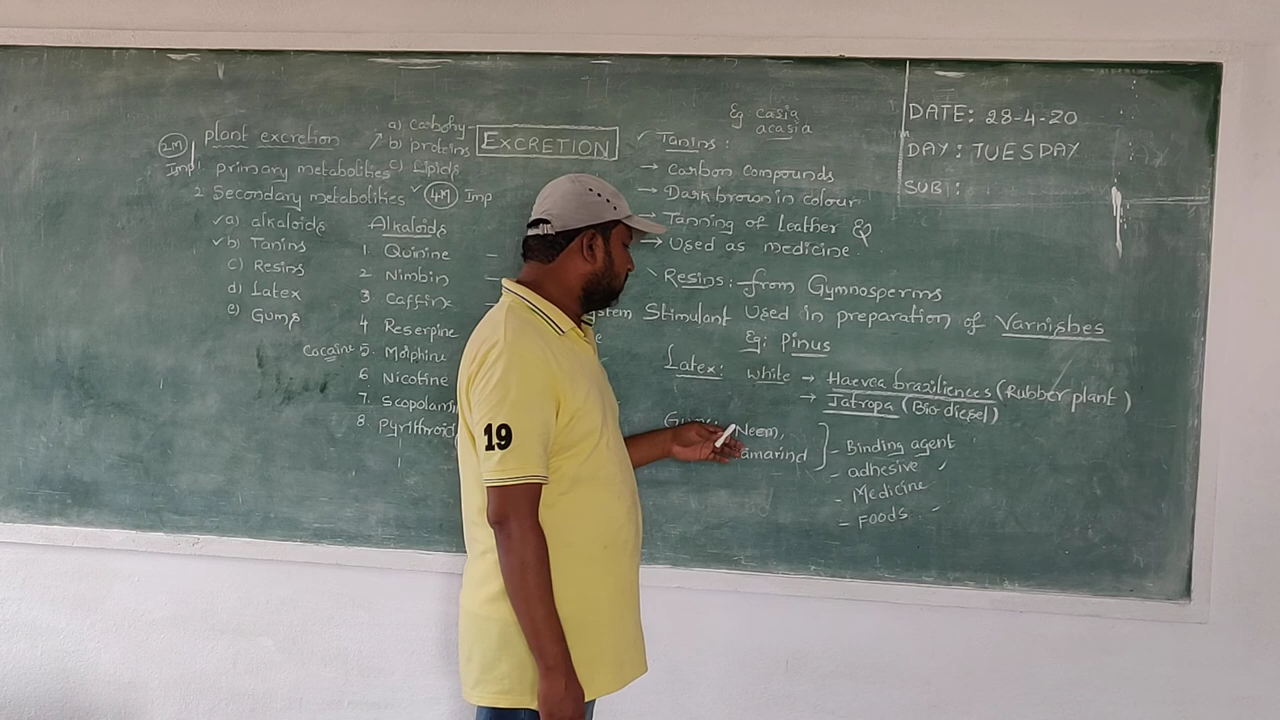 2M
Imp
plant excretion
a) carbohy-
b) proteins
c) Lipids
1 primary metabolites
2 Secondary metabolites
4M Imp
a) alkaloids
b) Tanins
c) Resins
d) Latex
e) Gums
Alkaloids
1. Quinine -
2 Nimbin -
3 Caffine -
4 Reserpine
Cocaine 5. Morphine
6 Nicotine
7. Scopolami
8. Pyrithroid
EXCRETION
Eg casia
acasia
Tanins:
→ Carbon compounds
→ Dark brown in colour
→ Tanning of Leather &
→ Used as medicine.
Resins: from Gymnosperms
stem Stimulant Used in preparation of Varnishes
Eg: Pinus
Latex: white → Haevea braziliences (Rubber plant)
→ Jatropa (Bio diesel)
Neem,
amarind
- Binding agent
- adhesive
- Medicine
- Foods
DATE: 28-4-20
DAY: TUESDAY
SUB:
19